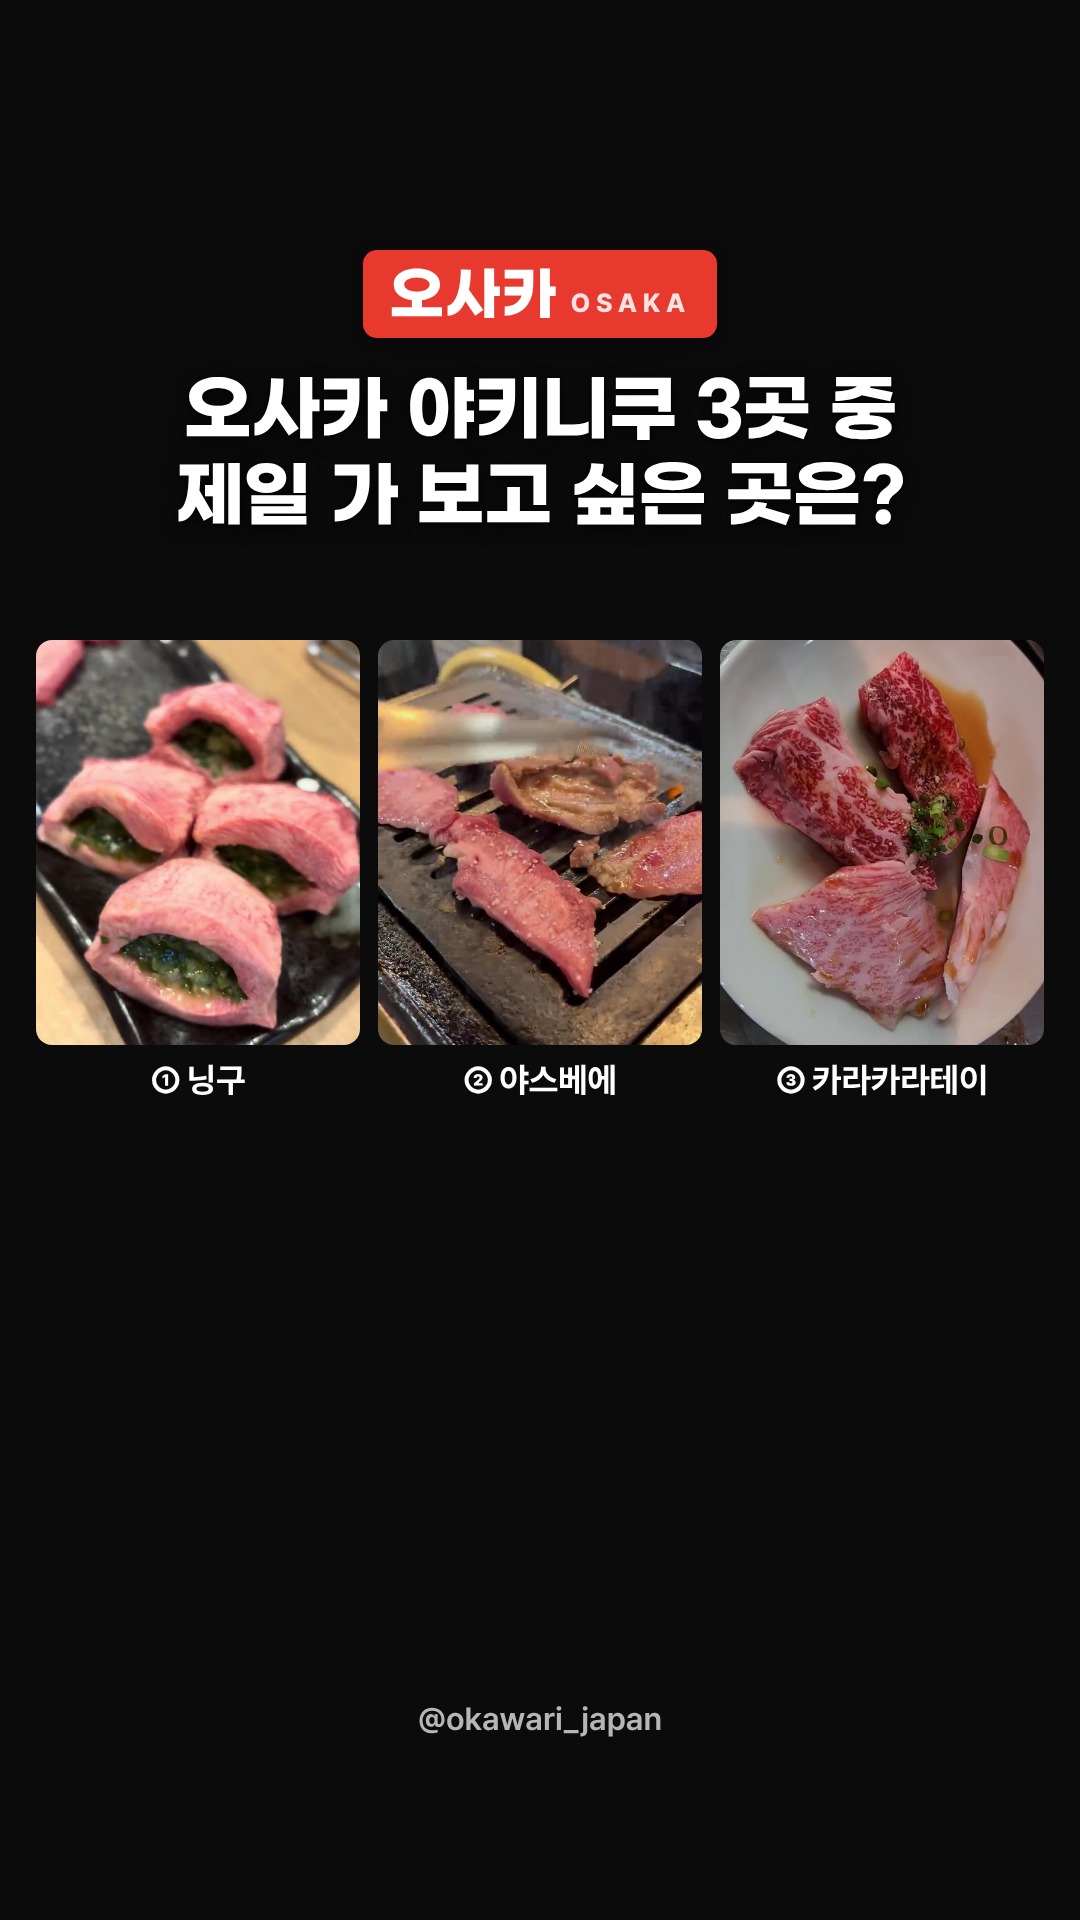 오사카 OSAKA
오사카 야키니쿠 3곳 중
제일 가 보고 싶은 곳은?
① 닝구
② 야스베에
③ 카라카라테이
@okawari_japan